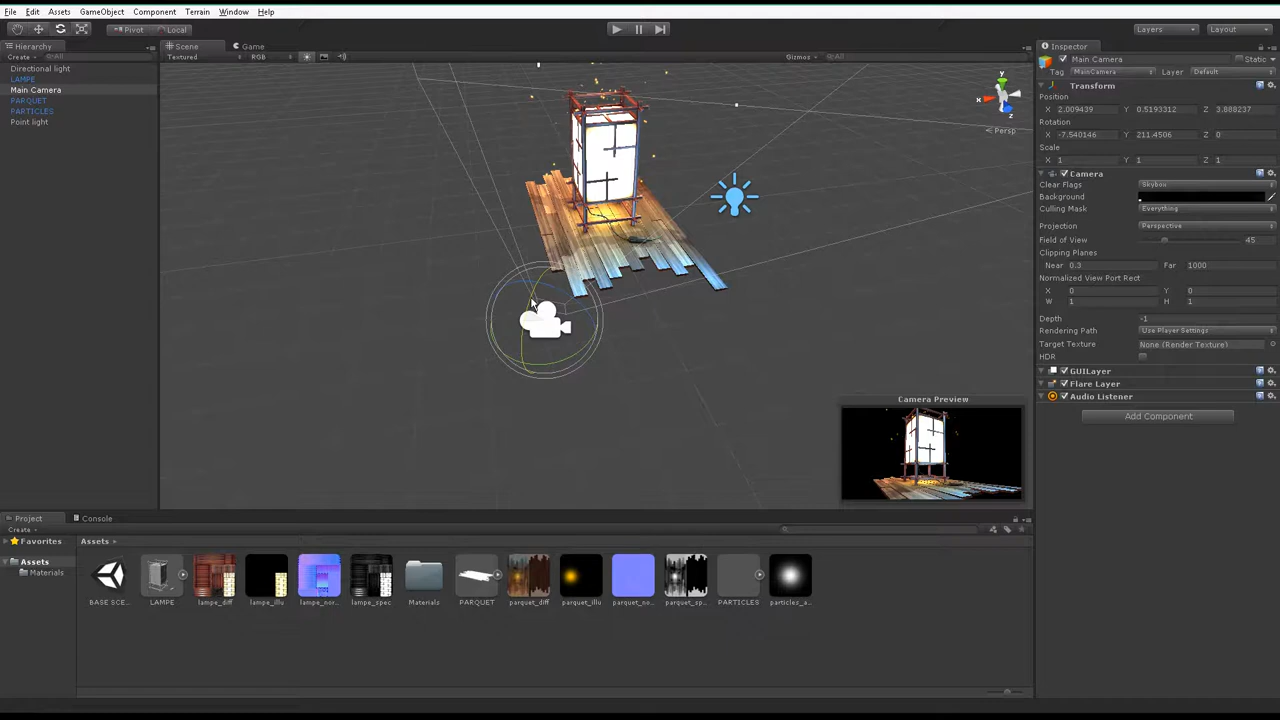 File Edit Assets GameObject Component Terrain Window Help
Pivot Local Layers Layout
Hierarchy
Create All
Directional light
LAMPE
Main Camera
PARQUET
PARTICLES
Point light
Scene Game
Textured RGB Gizmos All
x y z
Persp
Camera Preview
Inspector
Main Camera Static
Tag MainCamera Layer Default
Transform
Position
X 2.009439 Y 0.5193312 Z 3.888237
Rotation
X -7.540146 Y 211.4506 Z 0
Scale
X 1 Y 1 Z 1
Camera
Clear Flags Skybox
Background
Culling Mask Everything
Projection Perspective
Field of View 45
Clipping Planes
Near 0.3 Far 1000
Normalized View Port Rect
X 0 Y 0
W 1 H 1
Depth -1
Rendering Path Use Player Settings
Target Texture None (Render Texture)
HDR
GUILayer
Flare Layer
Audio Listener
Add Component
Project Console
Create
Favorites
Assets
Materials
Assets
BASE SCE... LAMPE lampe_diff lampe_illu lampe_nor... lampe_spec Materials PARQUET parquet_diff parquet_illu parquet_no... parquet_sp... PARTICLES particles_a...